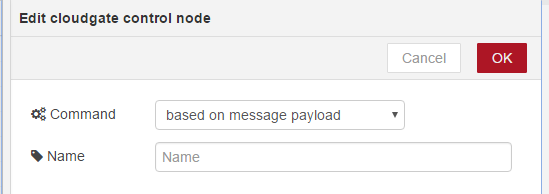 Edit cloudgate control node
Cancel OK
Command based on message payload
Name Name